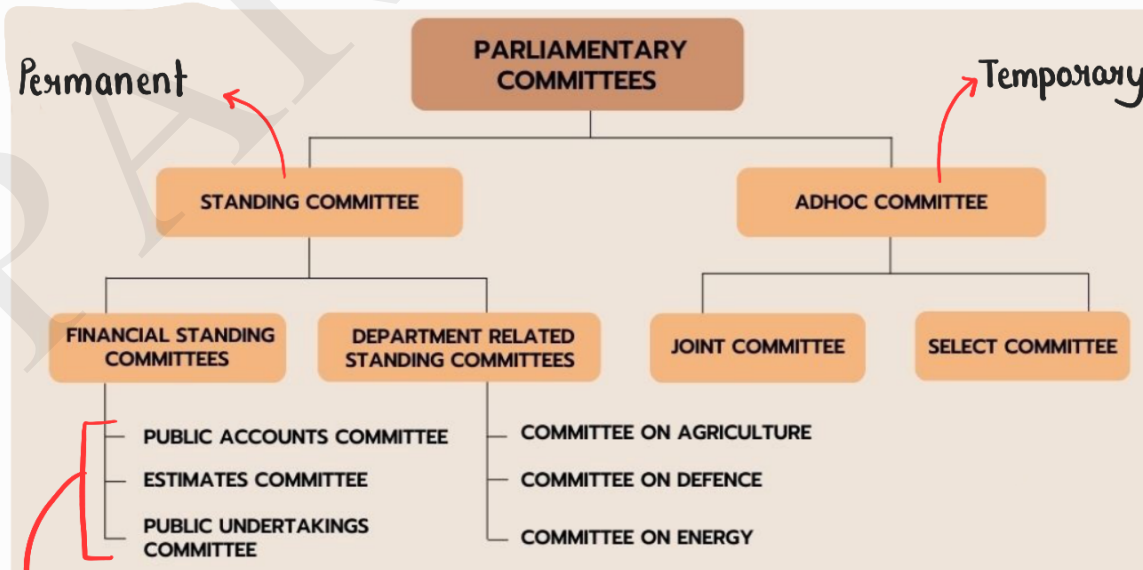 PARLIAMENTARY
COMMITTEES
Permanent
Temporary
STANDING COMMITTEE
ADHOC COMMITTEE
FINANCIAL STANDING
COMMITTEES
DEPARTMENT RELATED
STANDING COMMITTEES
JOINT COMMITTEE
SELECT COMMITTEE
PUBLIC ACCOUNTS COMMITTEE
ESTIMATES COMMITTEE
PUBLIC UNDERTAKINGS
COMMITTEE
COMMITTEE ON AGRICULTURE
COMMITTEE ON DEFENCE
COMMITTEE ON ENERGY